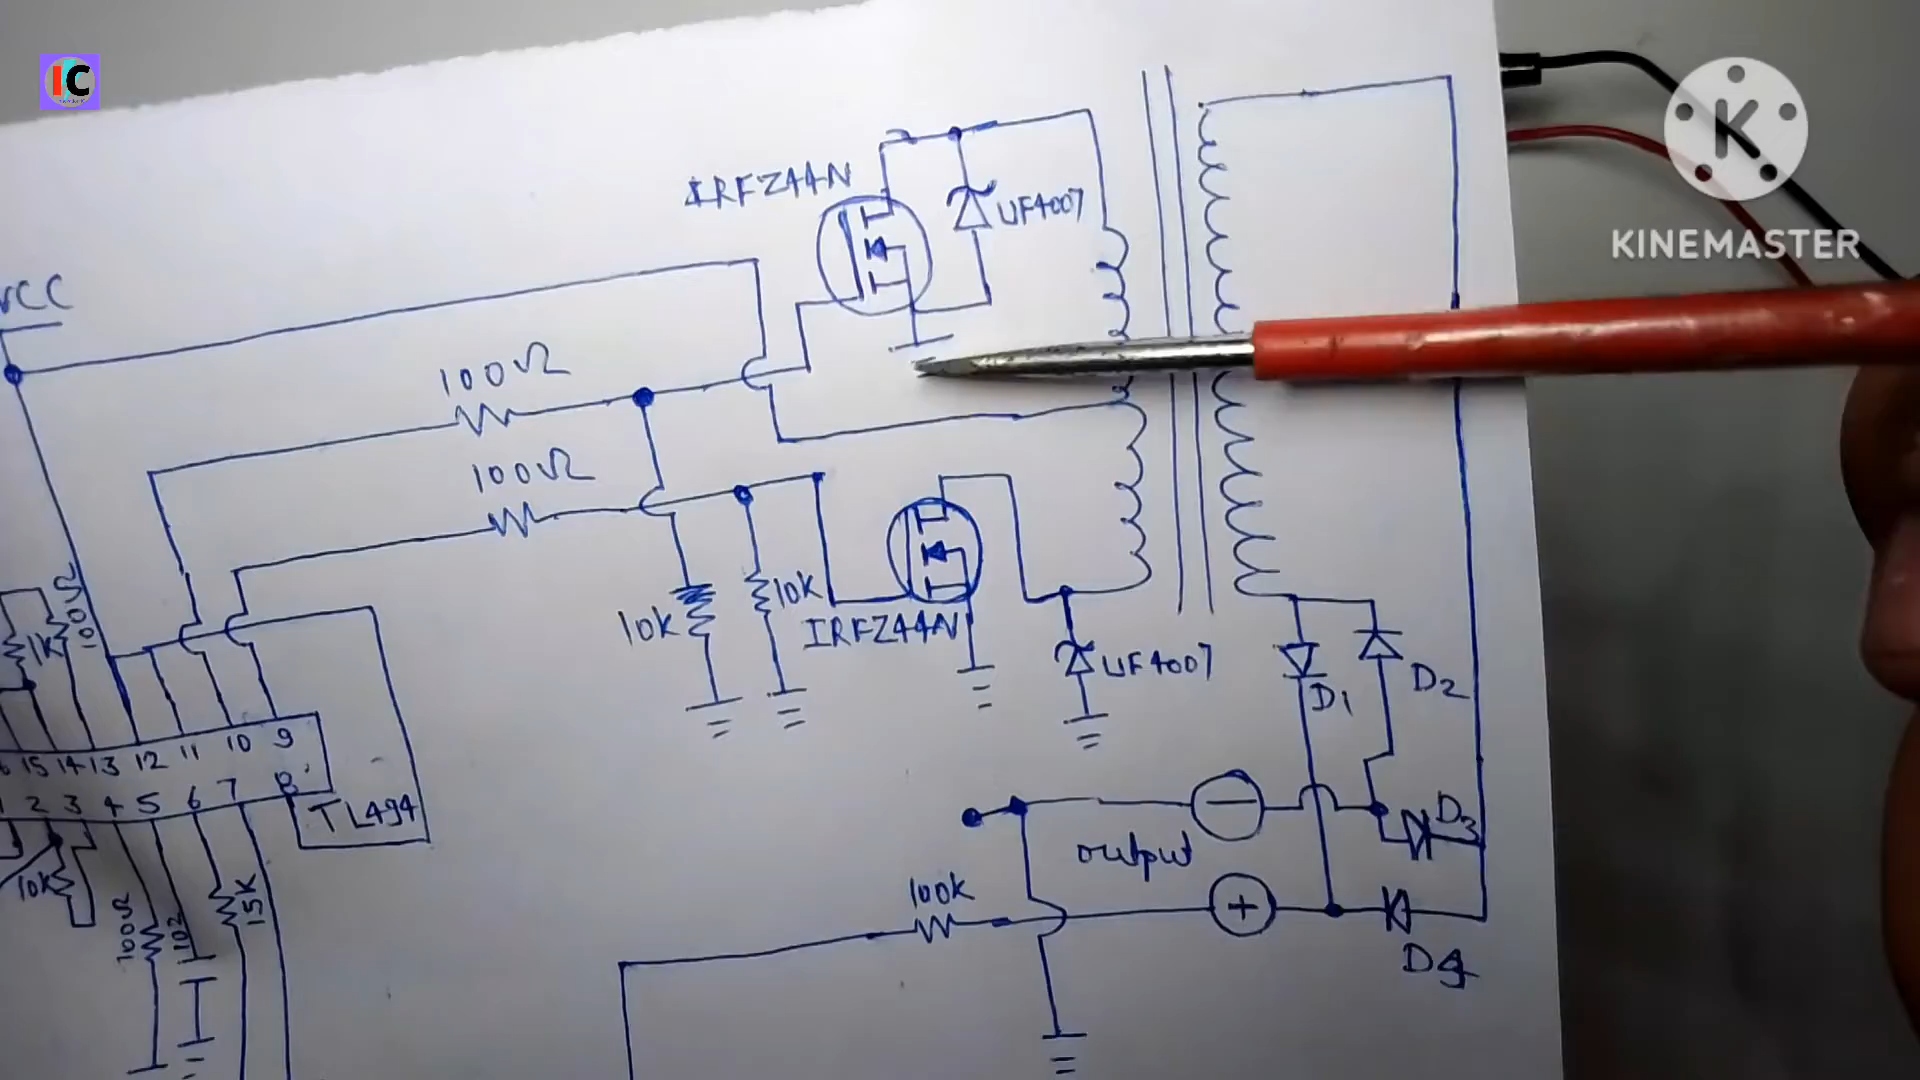 IC
KINEMASTER
IRFZ44N
UF4007
VCC
100Ω
100Ω
10k
10k
IRFZ44N
UF4007
D1
D2
1k
100Ω
15 14 13 12 11 10 9
1 2 3 4 5 6 7 8
TL494
10k
100Ω
102
15K
100k
output
−
+
D3
D4